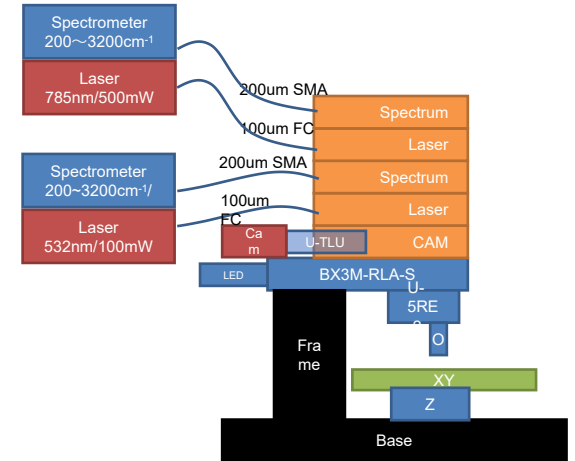 Spectrometer
200～3200cm-1
Laser
785nm/500mW
200um SMA
Spectrum
100um FC
Laser
200um SMA
Spectrometer
200~3200cm-1/
Spectrum
100um
FC
Laser
Laser
532nm/100mW
Ca
m
U-TLU
CAM
LED
BX3M-RLA-S
U-
5RE
O
Fra
me
XY
Z
Base